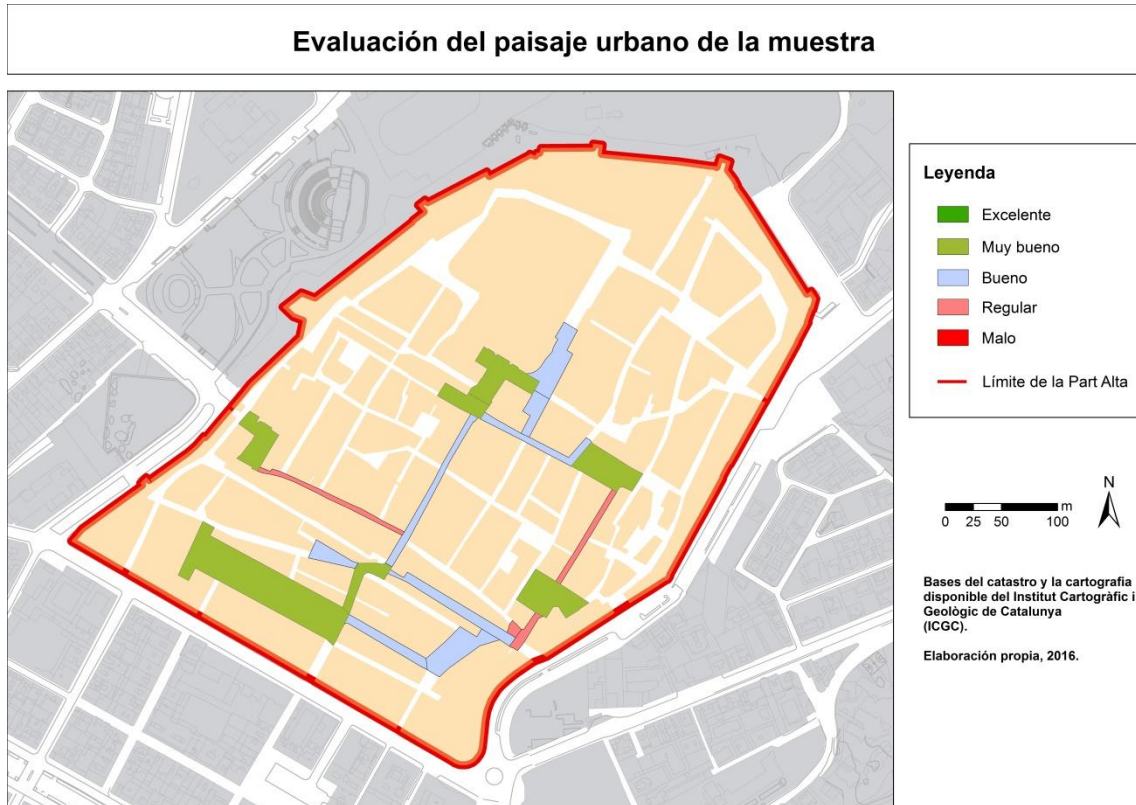 Evaluación del paisaje urbano de la muestra
Leyenda
Excelente
Muy bueno
Bueno
Regular
Malo
Límite de la Part Alta
N
m
0 25 50 100
Bases del catastro y la cartografia
disponible del Institut Cartogràfic i
Geològic de Catalunya
(ICGC).
Elaboración propia, 2016.